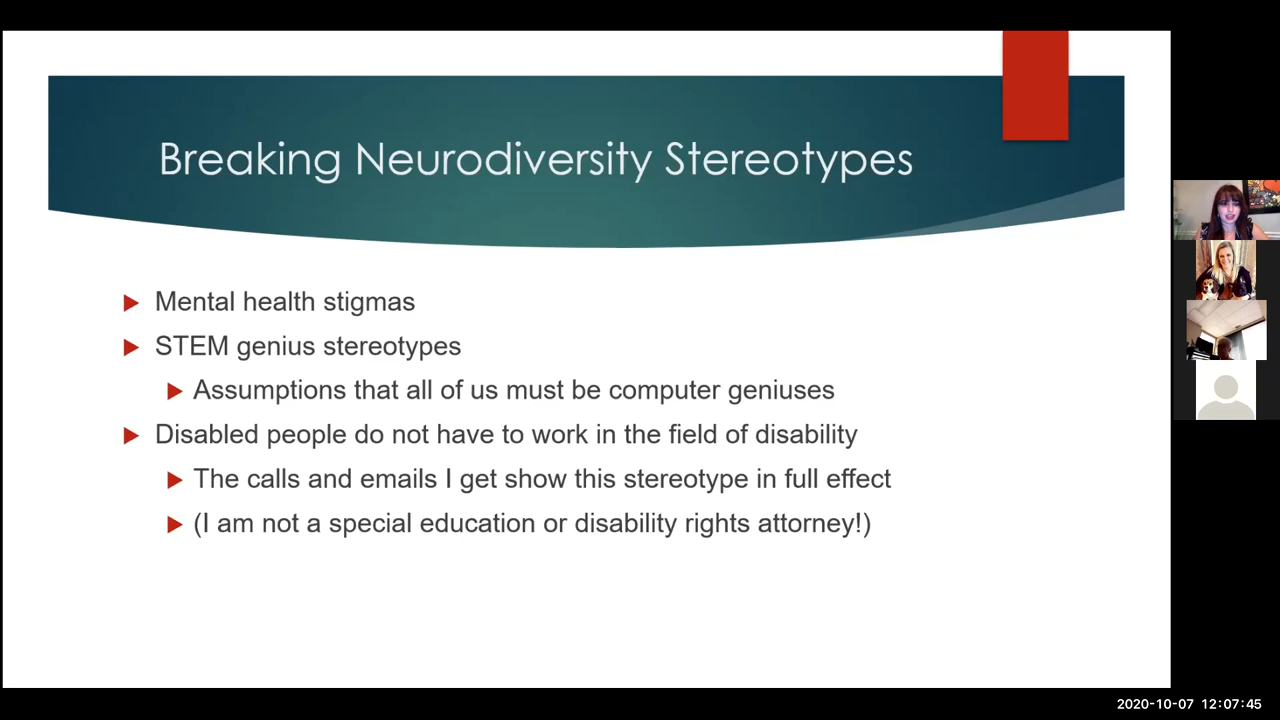 Breaking Neurodiversity Stereotypes
Mental health stigmas
STEM genius stereotypes
Assumptions that all of us must be computer geniuses
Disabled people do not have to work in the field of disability
The calls and emails I get show this stereotype in full effect
(I am not a special education or disability rights attorney!)
2020-10-07 12:07:45